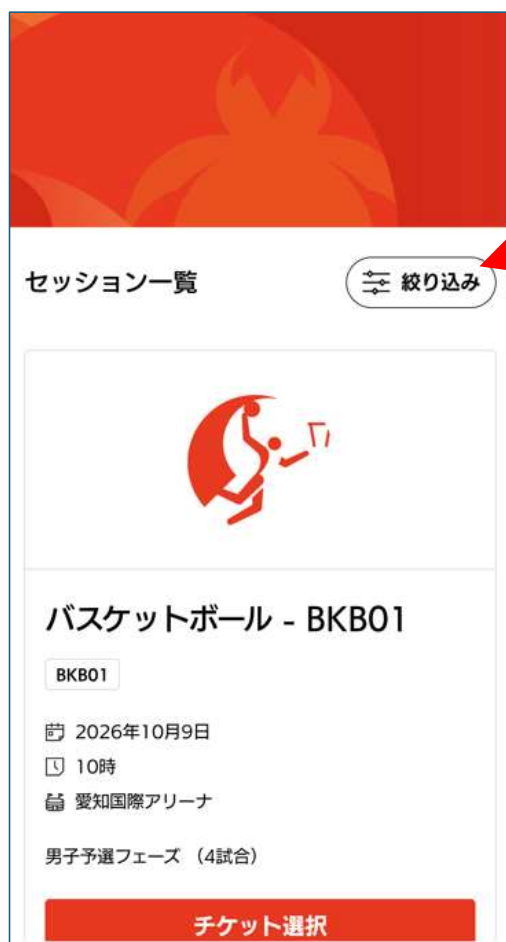 セッション一覧
絞り込み
バスケットボール - BKB01
BKB01
2026年10月9日
10時
愛知国際アリーナ
男子予選フェーズ (4試合)
チケット選択